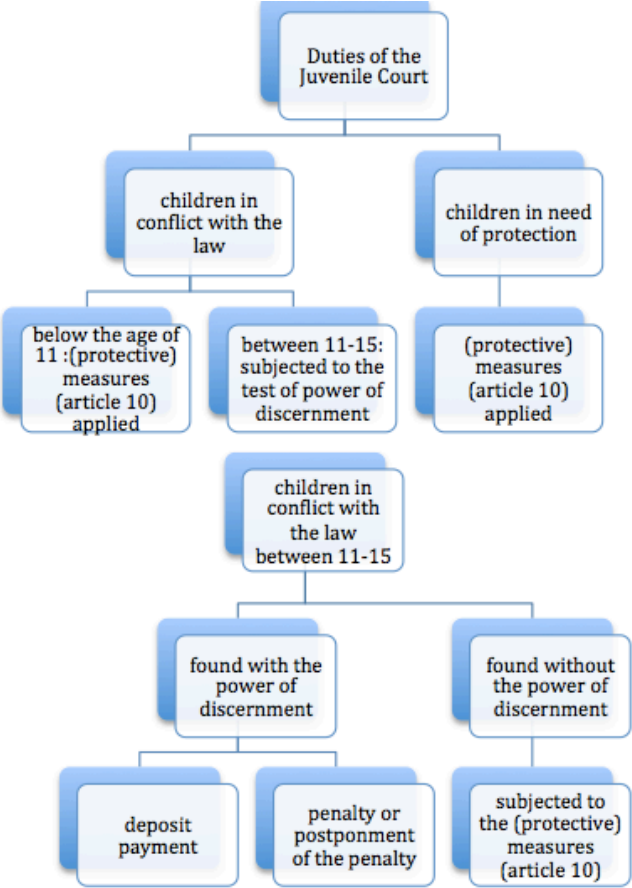 Duties of the
Juvenile Court
children in
conflict with the
law
children in need
of protection
below the age of
11 :(protective)
measures
(article 10)
applied
between 11-15:
subjected to the
test of power of
discernment
(protective)
measures
(article 10)
applied
children in
conflict with
the law
between 11-15
found with the
power of
discernment
found without
the power of
discernment
deposit
payment
penalty or
postponment
of the penalty
subjected to
the (protective)
measures
(article 10)